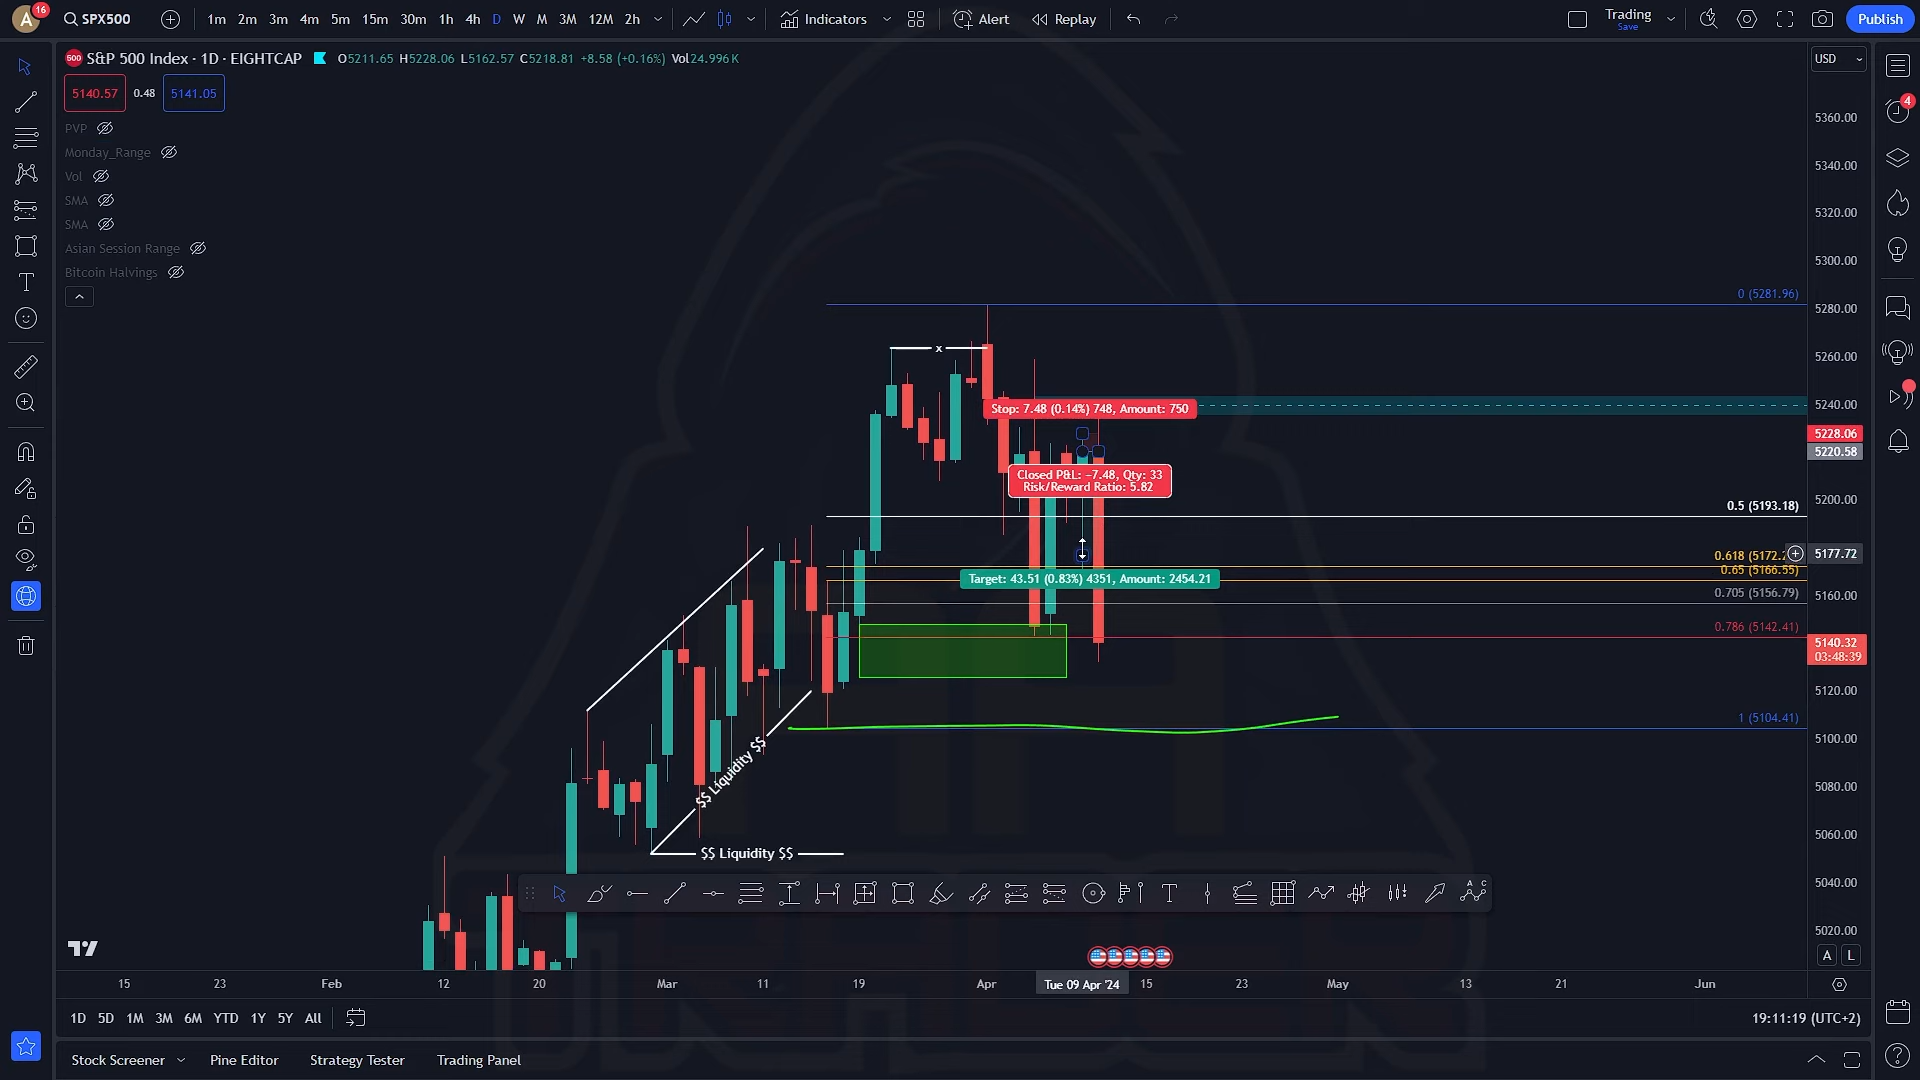 A 16 SPX500 1m 2m 3m 4m 5m 15m 30m 1h 4h D W M 3M 12M 2h Indicators Alert Replay Trading Save Publish
500 S&P 500 Index · 1D · EIGHTCAP O5211.65 H5228.06 L5162.57 C5218.81 +8.58 (+0.16%) Vol24.996K USD
5140.57 0.48 5141.05
4
PVP
Monday_Range
Vol
SMA
SMA
Asian Session Range
Bitcoin Halvings
5360.00
5340.00
5320.00
5300.00
0 (5281.96)
5280.00
x
5260.00
Stop: 7.48 (0.14%) 748, Amount: 750
5240.00
5228.06
5220.58
Closed P&L: −7.48, Qty: 33
Risk/Reward Ratio: 5.82
5200.00
0.5 (5193.18)
0.618 (5172.2
5177.72
0.65 (5166.55)
Target: 43.51 (0.83%) 4351, Amount: 2454.21
0.705 (5156.79)
5160.00
0.786 (5142.41)
5140.32
03:48:39
5120.00
1 (5104.41)
5100.00
$$ Liquidity $$
5080.00
5060.00
$$ Liquidity $$
5040.00
5020.00
A L
15 23 Feb 12 20 Mar 11 19 Apr Tue 09 Apr '24 15 23 May 13 21 Jun
1D 5D 1M 3M 6M YTD 1Y 5Y All 19:11:19 (UTC+2)
Stock Screener Pine Editor Strategy Tester Trading Panel